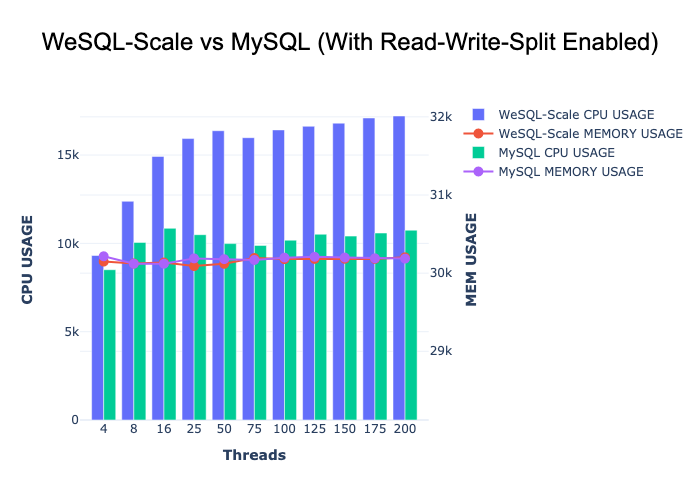 WeSQL-Scale vs MySQL (With Read-Write-Split Enabled)
WeSQL-Scale CPU USAGE
WeSQL-Scale MEMORY USAGE
MySQL CPU USAGE
MySQL MEMORY USAGE
CPU USAGE
15k
10k
5k
0
32k
31k
30k
29k
MEM USAGE
4 8 16 25 50 75 100 125 150 175 200
Threads